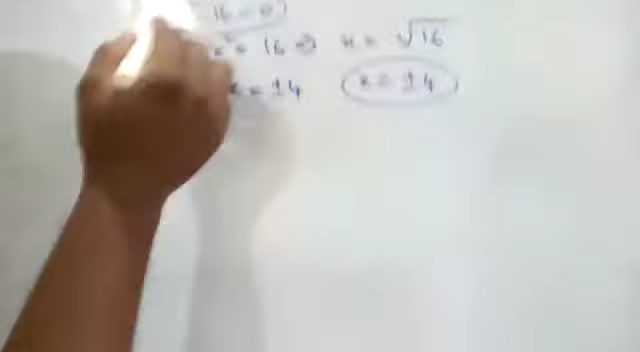 16 = 0
x² = 16 ⇒ x = √16
x = ±4 x = ±4